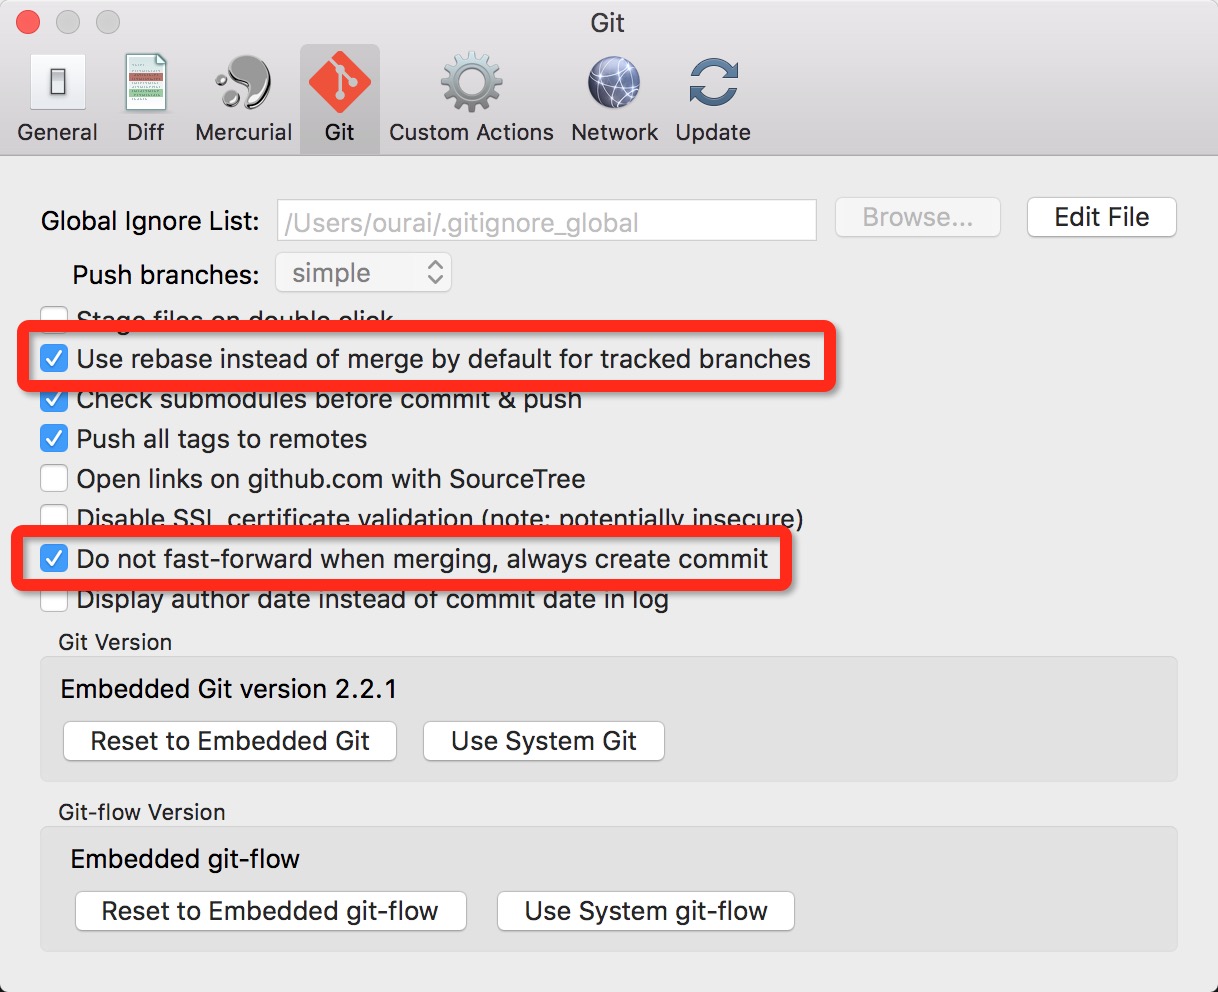 Git
General Diff Mercurial Git Custom Actions Network Update
Global Ignore List: /Users/ourai/.gitignore_global Browse... Edit File
Push branches: simple
Stage files on double click
Use rebase instead of merge by default for tracked branches
Check submodules before commit & push
Push all tags to remotes
Open links on github.com with SourceTree
Disable SSL certificate validation (note: potentially insecure)
Do not fast-forward when merging, always create commit
Display author date instead of commit date in log
Git Version
Embedded Git version 2.2.1
Reset to Embedded Git Use System Git
Git-flow Version
Embedded git-flow
Reset to Embedded git-flow Use System git-flow